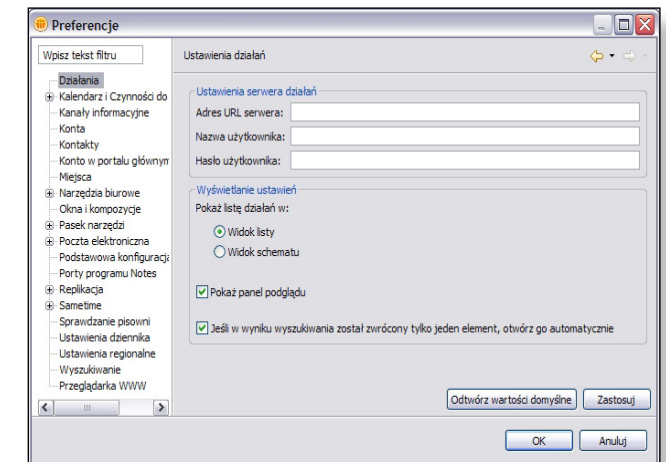 Preferencje
Wpisz tekst filtru
Ustawienia działań
Działania
Kalendarz i Czynności do
Kanały informacyjne
Konta
Kontakty
Konto w portalu głównym
Miejsca
Narzędzia biurowe
Okna i kompozycje
Pasek narzędzi
Poczta elektroniczna
Podstawowa konfiguracja
Porty programu Notes
Replikacja
Sametime
Sprawdzanie pisowni
Ustawienia dziennika
Ustawienia regionalne
Wyszukiwanie
Przeglądarka WWW
Ustawienia serwera działań
Adres URL serwera:
Nazwa użytkownika:
Hasło użytkownika:
Wyświetlanie ustawień
Pokaż listę działań w:
Widok listy
Widok schematu
Pokaż panel podglądu
Jeśli w wyniku wyszukiwania został zwrócony tylko jeden element, otwórz go automatycznie
Odtwórz wartości domyślne Zastosuj
OK Anuluj